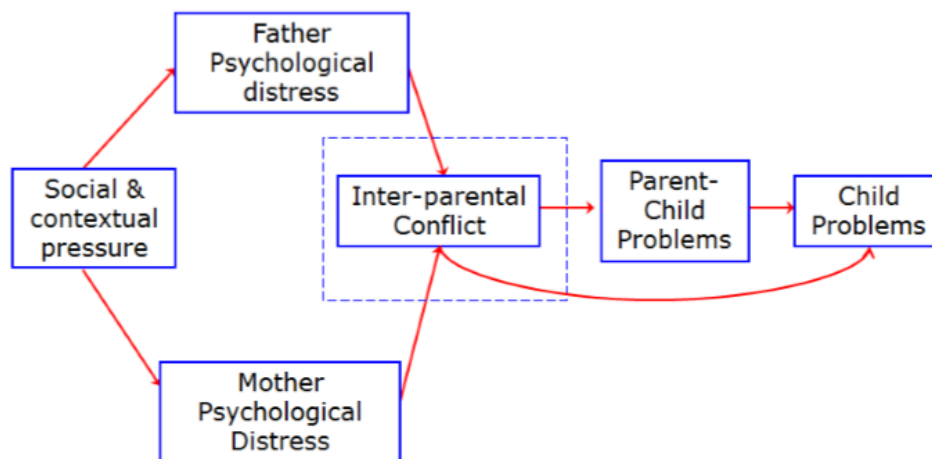 Father
Psychological
distress
Social &
contextual
pressure
Inter-parental
Conflict
Parent-
Child
Problems
Child
Problems
Mother
Psychological
Distress